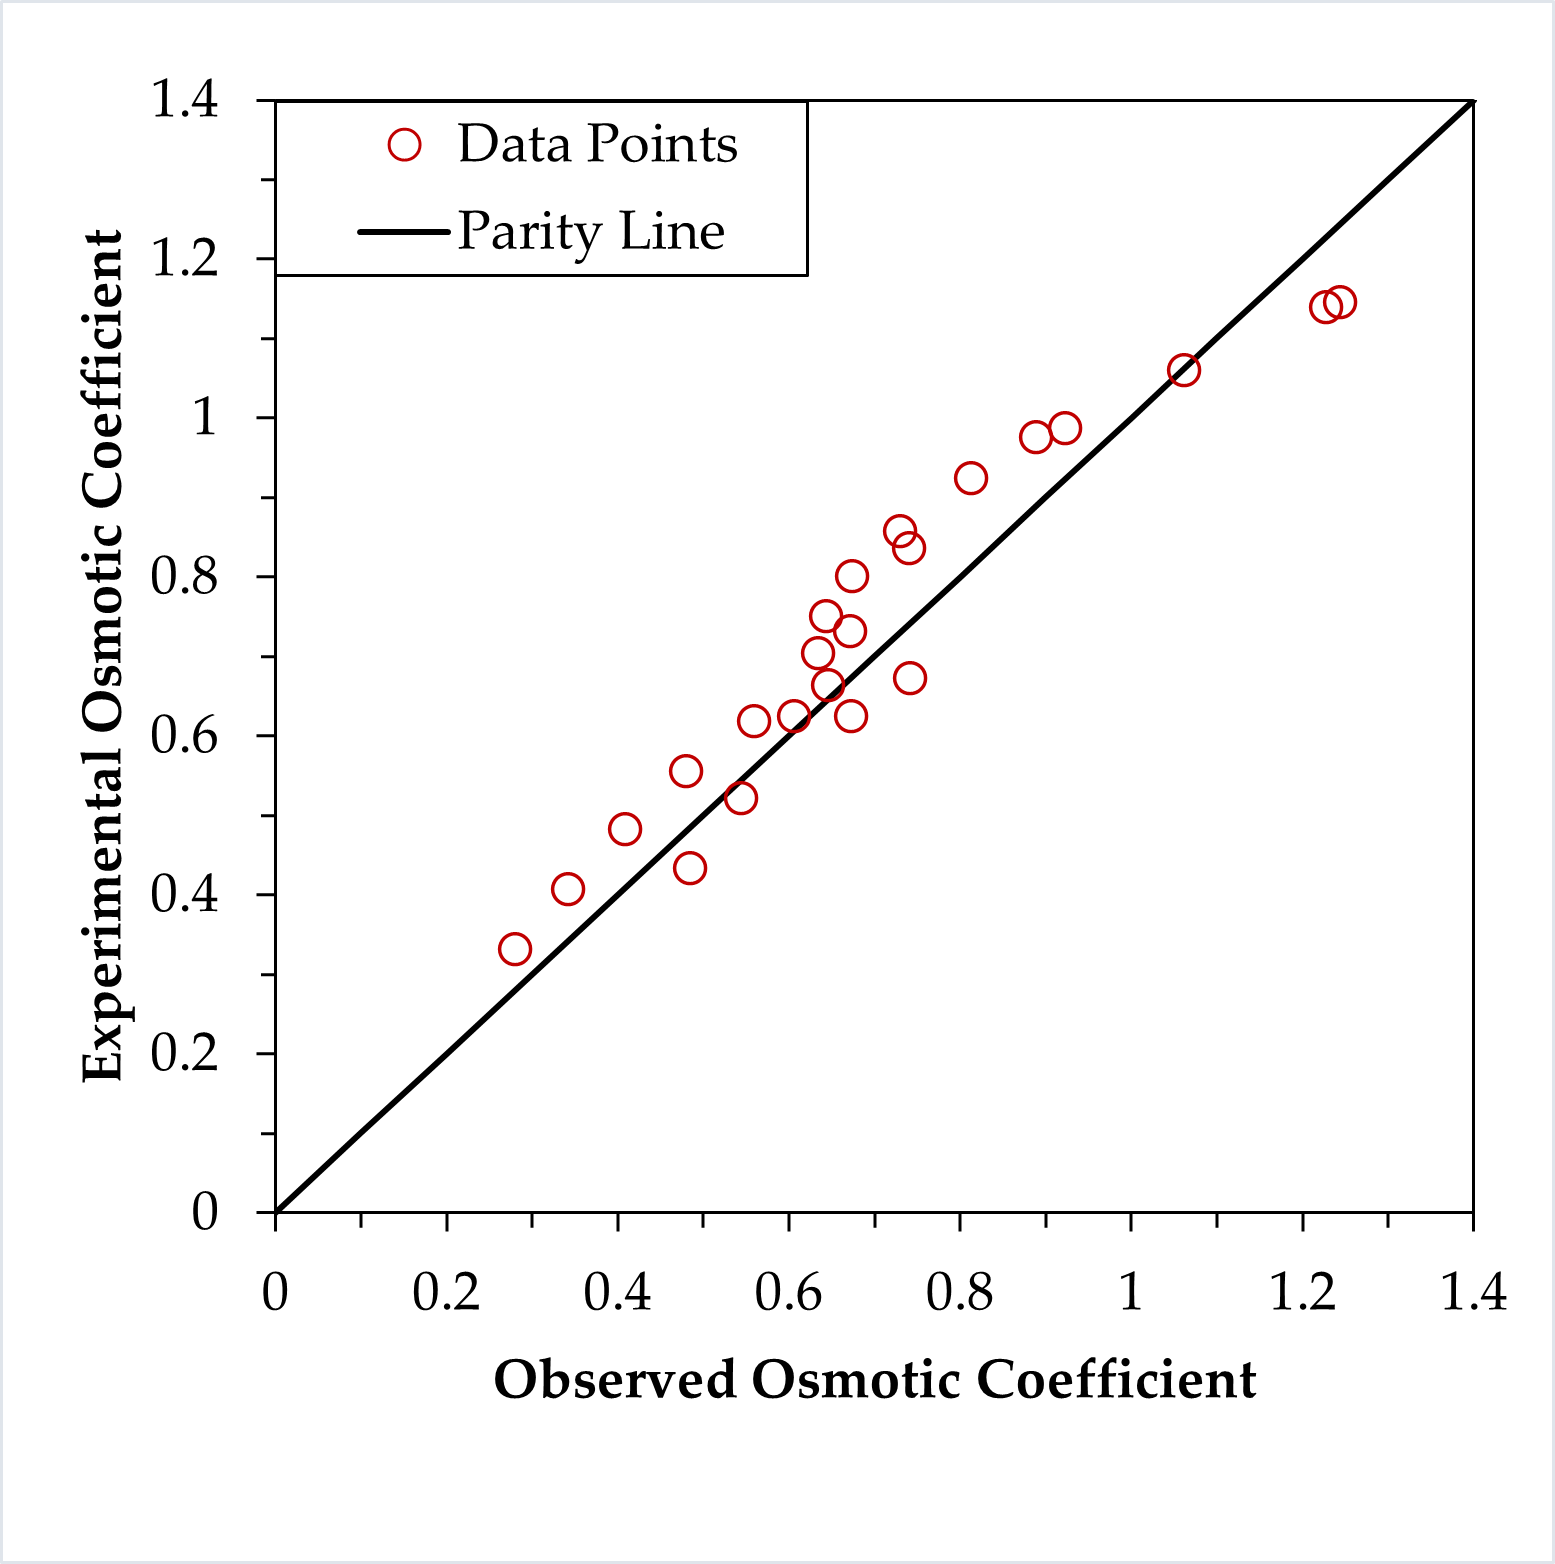 Data Points
Parity Line
Experimental Osmotic Coefficient
1.4
1.2
1
0.8
0.6
0.4
0.2
0
0 0.2 0.4 0.6 0.8 1 1.2 1.4
Observed Osmotic Coefficient